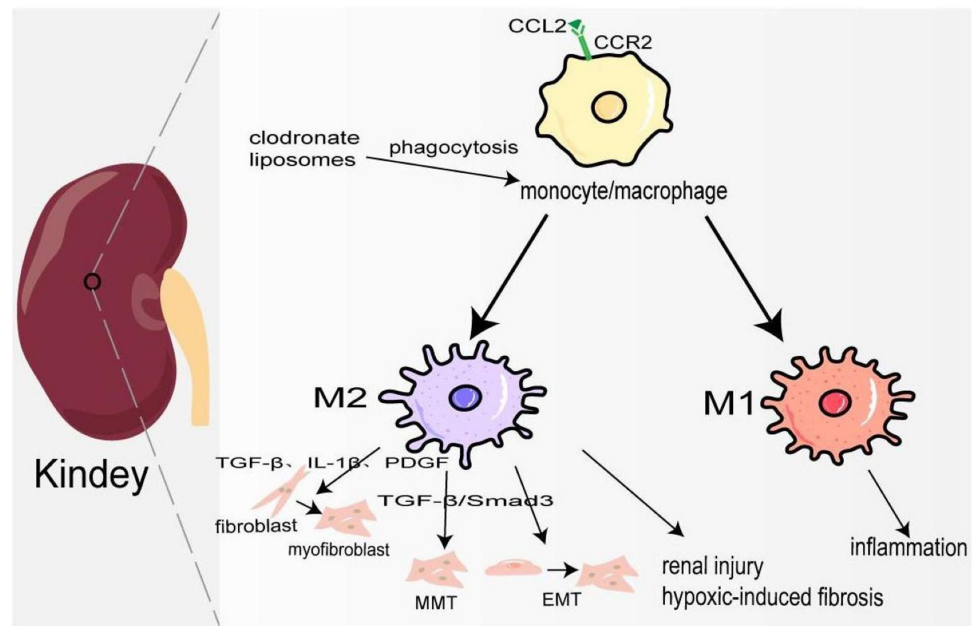 CCL2
CCR2
clodronate
liposomes
phagocytosis
monocyte/macrophage
M2
M1
Kindey
TGF-β、IL-1β、PDGF
TGF-β/Smad3
fibroblast
myofibroblast
MMT
EMT
renal injury
hypoxic-induced fibrosis
inflammation